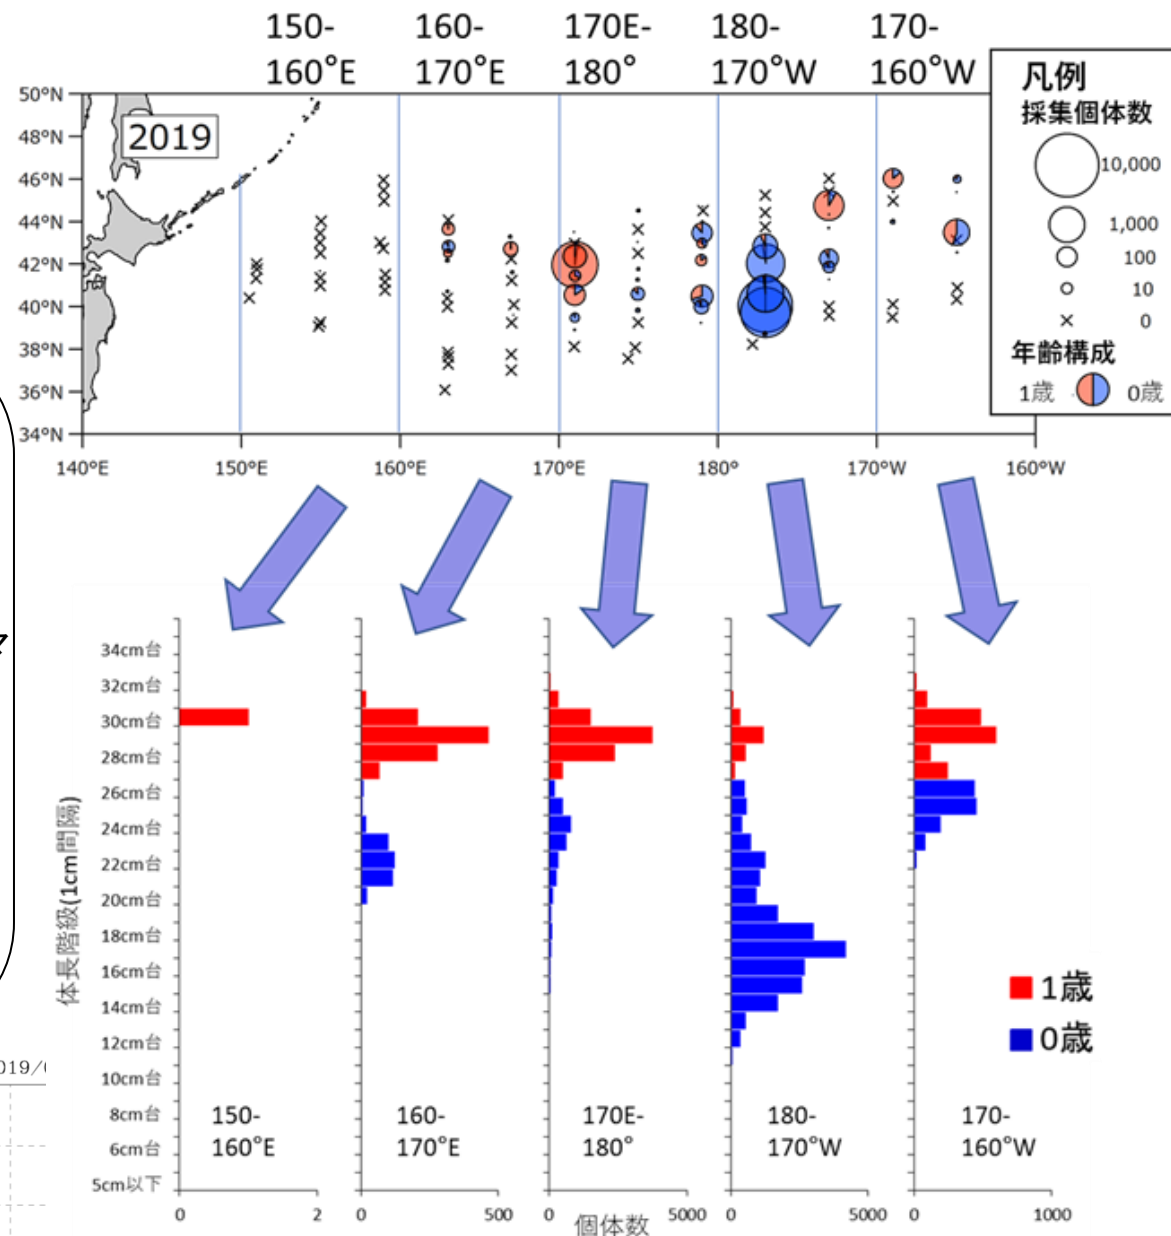 150-
160°E
160-
170°E
170E-
180°
180-
170°W
170-
160°W
凡例
採集個体数
10,000
1,000
100
10
0
年齢構成
1歳
0歳
2019
50°N
48°N
46°N
44°N
42°N
40°N
38°N
36°N
34°N
140°E
150°E
160°E
170°E
180°
170°W
160°W
体長階級(1cm間隔)
34cm台
32cm台
30cm台
28cm台
26cm台
24cm台
22cm台
20cm台
18cm台
16cm台
14cm台
12cm台
10cm台
8cm台
6cm台
5cm以下
1歳
0歳
150-
160°E
160-
170°E
170E-
180°
180-
170°W
170-
160°W
0
2
0
500
0
5000
0
5000
0
1000
個体数